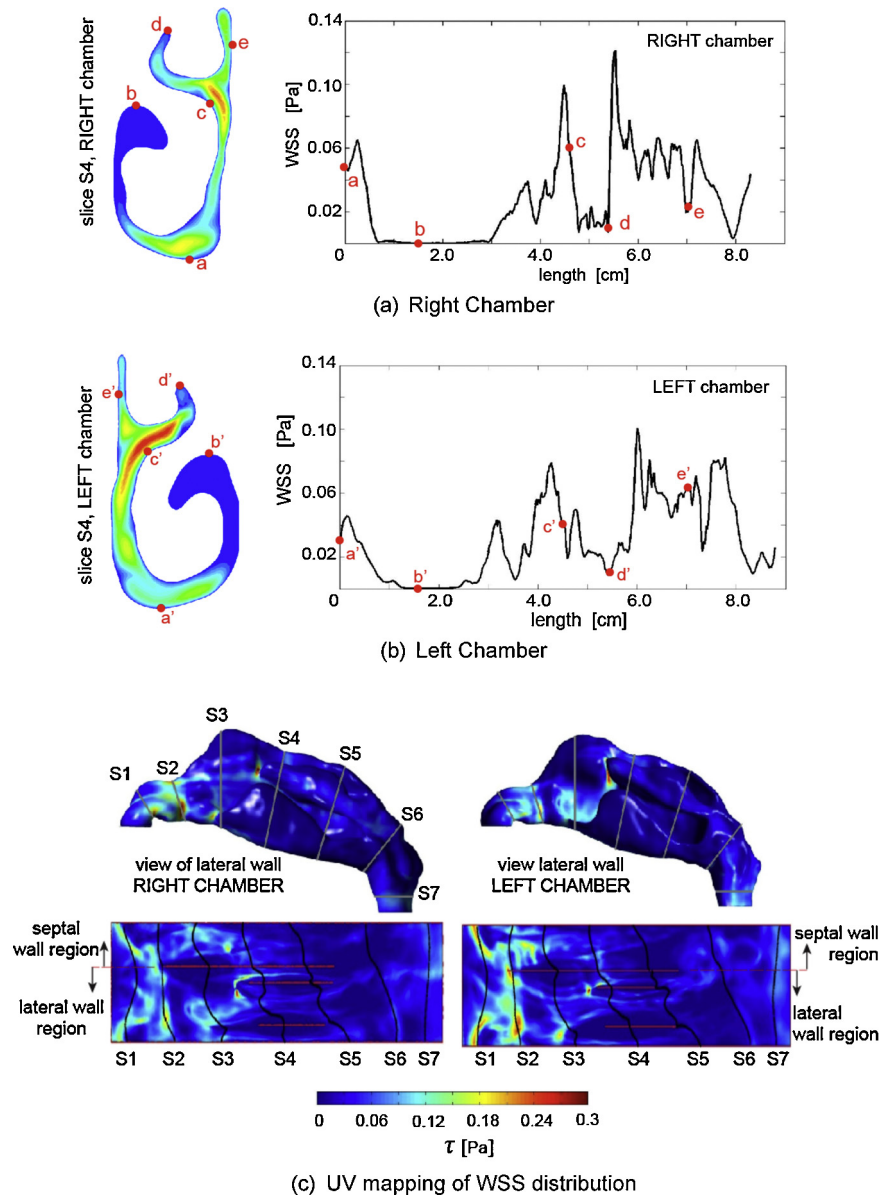 d
e
b
c
a
slice S4, RIGHT chamber
RIGHT chamber
0.14
0.10
0.06
0.02
WSS [Pa]
a
b
c
d
e
0
2.0
4.0
6.0
8.0
length [cm]
(a) Right Chamber
e'
d'
b'
c'
a'
slice S4, LEFT chamber
LEFT chamber
0.14
0.10
0.06
0.02
WSS [Pa]
a'
b'
c'
d'
e'
0
2.0
4.0
6.0
8.0
length [cm]
(b) Left Chamber
S1
S2
S3
S4
S5
S6
S7
view of lateral wall
RIGHT CHAMBER
view lateral wall
LEFT CHAMBER
septal
wall region
lateral wall
region
S1
S2
S3
S4
S5
S6
S7
septal wall
region
lateral
wall region
S1
S2
S3
S4
S5
S6
S7
0
0.06
0.12
0.18
0.24
0.3
τ [Pa]
(c) UV mapping of WSS distribution